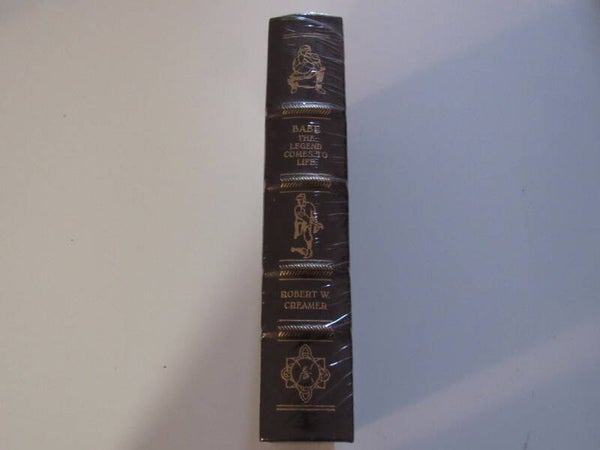 BABE
THE
LEGEND
COMES TO
LIFE
ROBERT W.
CREAMER